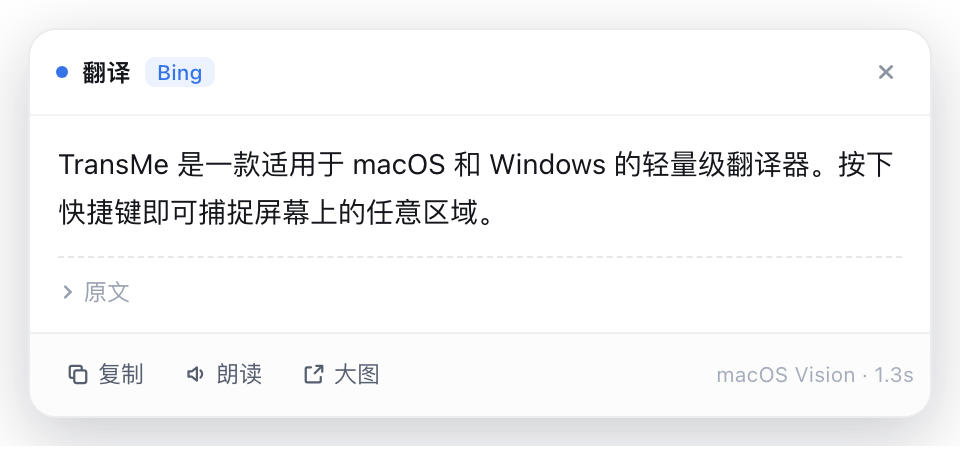 翻译 Bing
TransMe 是一款适用于 macOS 和 Windows 的轻量级翻译器。按下
快捷键即可捕捉屏幕上的任意区域。
原文
复制 朗读 大图 macOS Vision · 1.3s